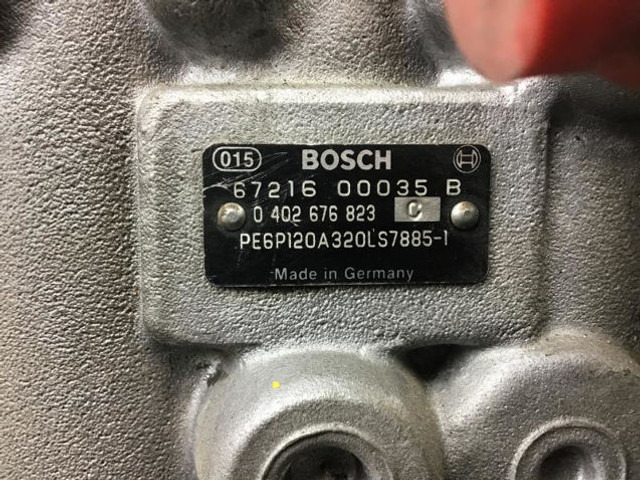 015 BOSCH
67216 00035 B
0 402 676 823 C
PE6P120A320LS7885-1
Made in Germany